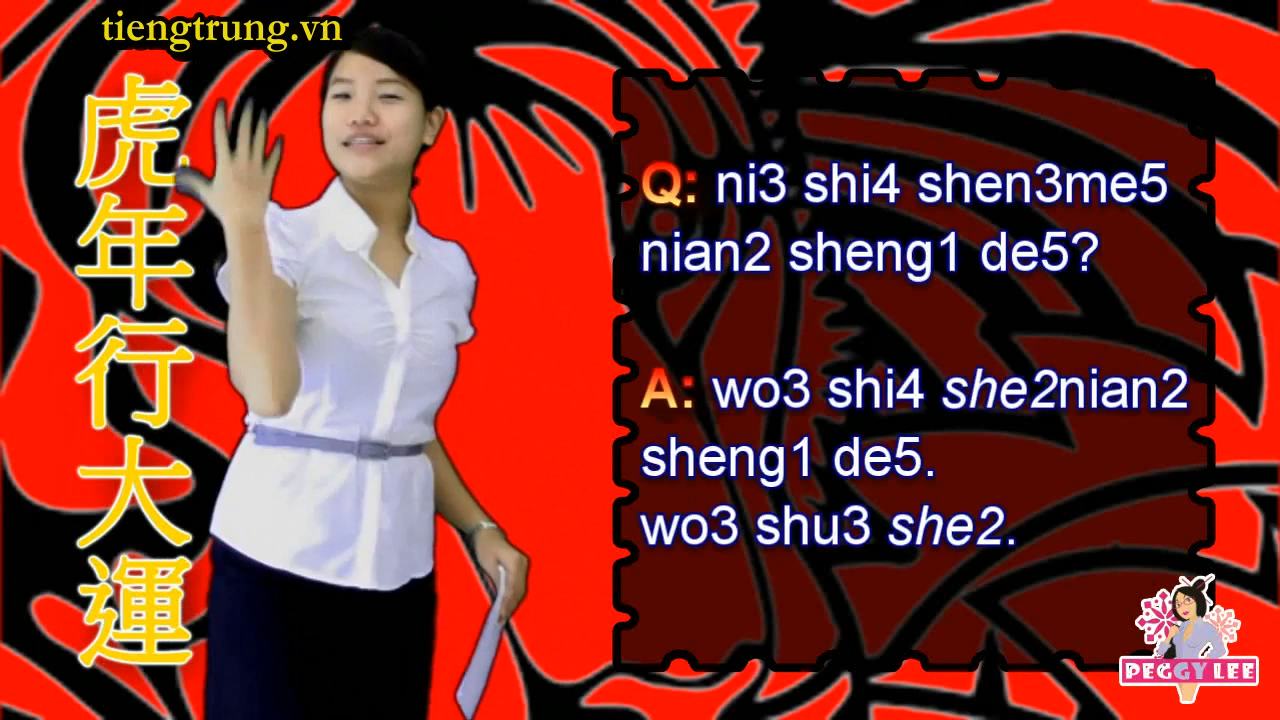 tiengtrung.vn
虎年行大運
Q: ni3 shi4 shen3me5
nian2 sheng1 de5?
A: wo3 shi4 she2nian2
sheng1 de5.
wo3 shu3 she2.
PEGGY LEE